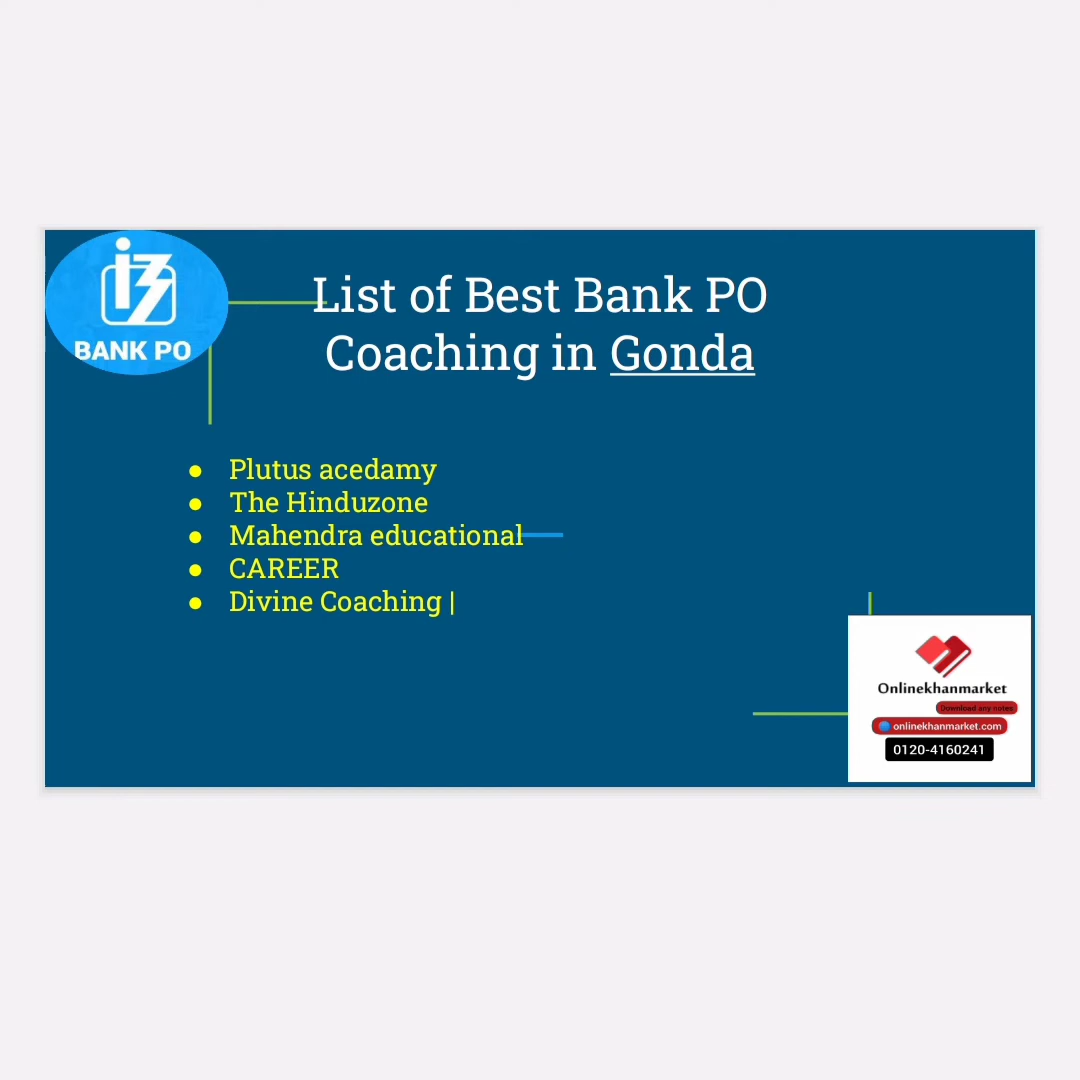 BANK PO
List of Best Bank PO
Coaching in Gonda
● Plutus acedamy
● The Hinduzone
● Mahendra educational
● CAREER
● Divine Coaching |
Onlinekhanmarket
Download any notes
onlinekhanmarket.com
0120-4160241